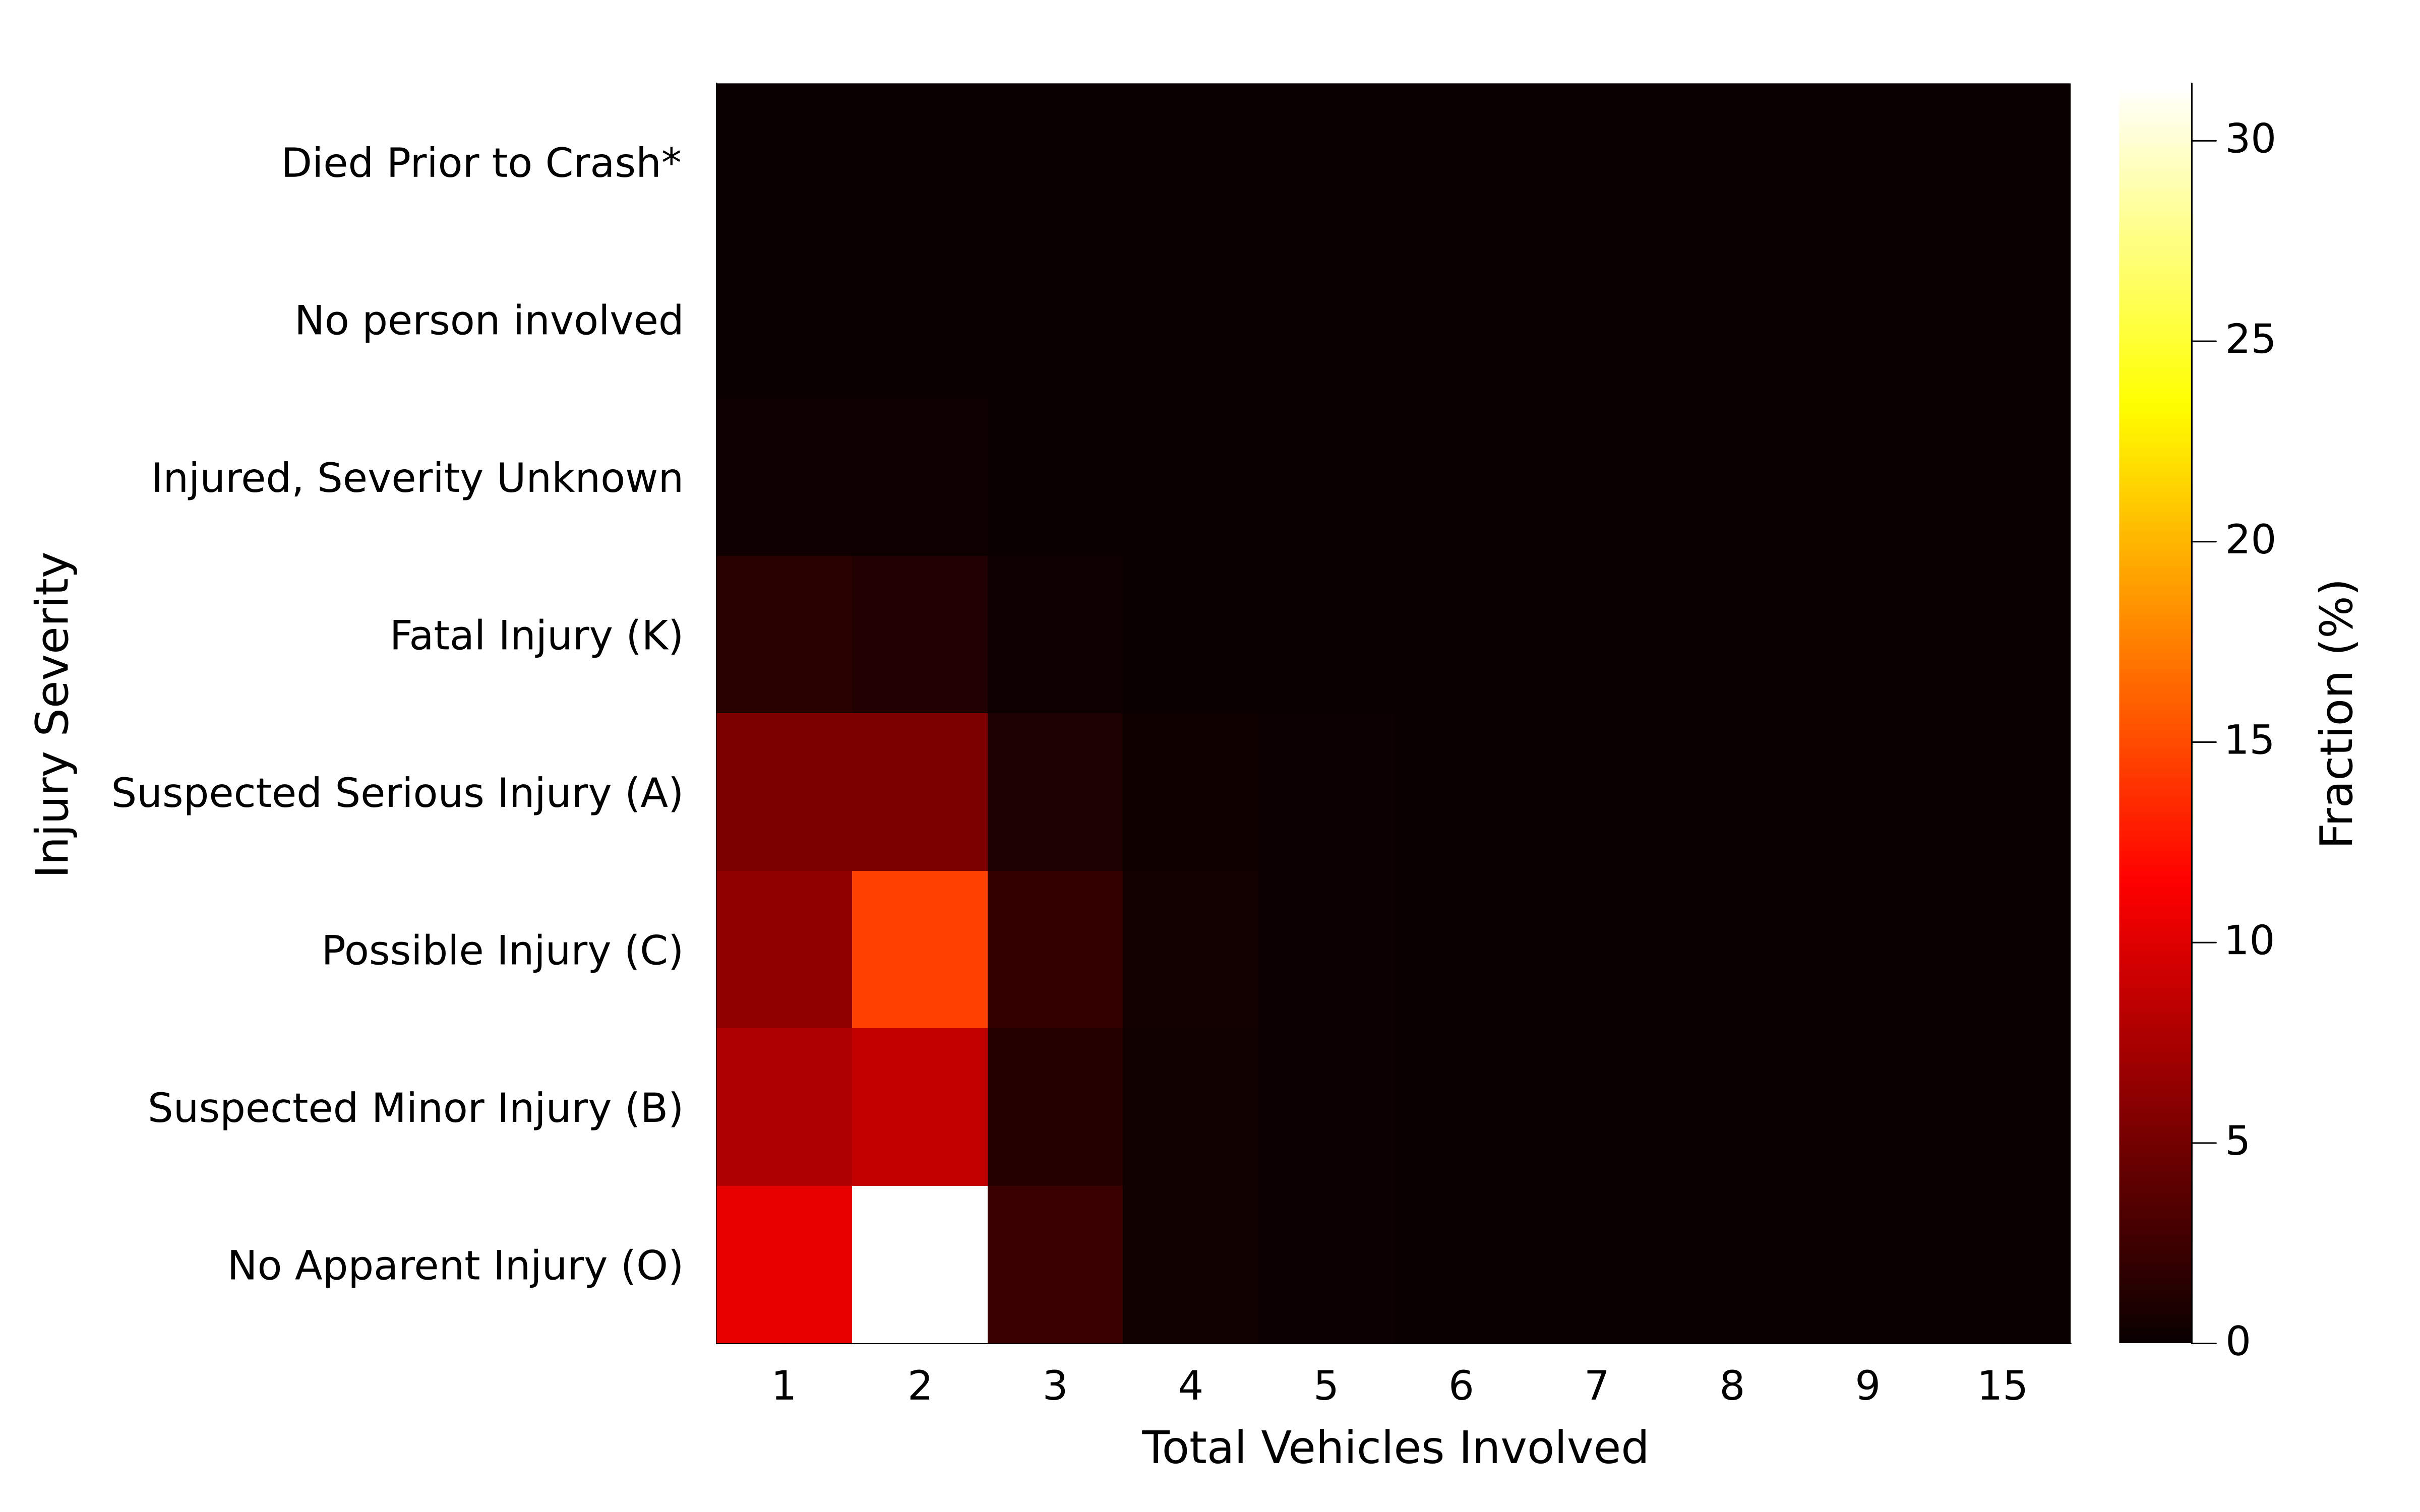 Died Prior to Crash*
No person involved
Injured, Severity Unknown
Fatal Injury (K)
Suspected Serious Injury (A)
Possible Injury (C)
Suspected Minor Injury (B)
No Apparent Injury (O)
Injury Severity
1 2 3 4 5 6 7 8 9 15
Total Vehicles Involved
30
25
20
15
10
5
0
Fraction (%)